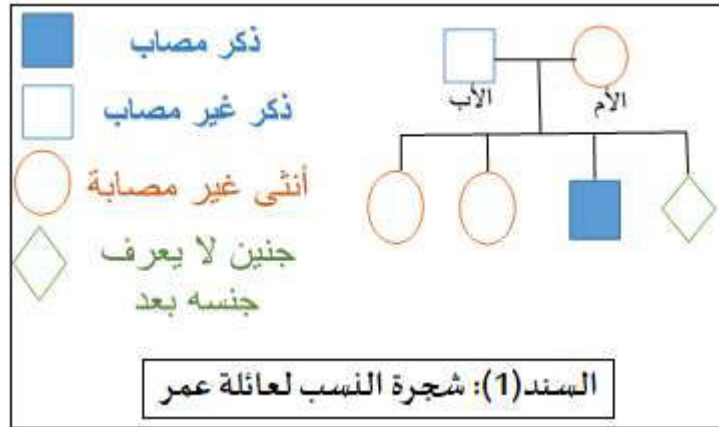 ذكر مصاب
ذكر غير مصاب
أنثى غير مصابة
جنين لا يعرف
جنسه بعد
الأم
الأب
السند(1): شجرة النسب لعائلة عمر